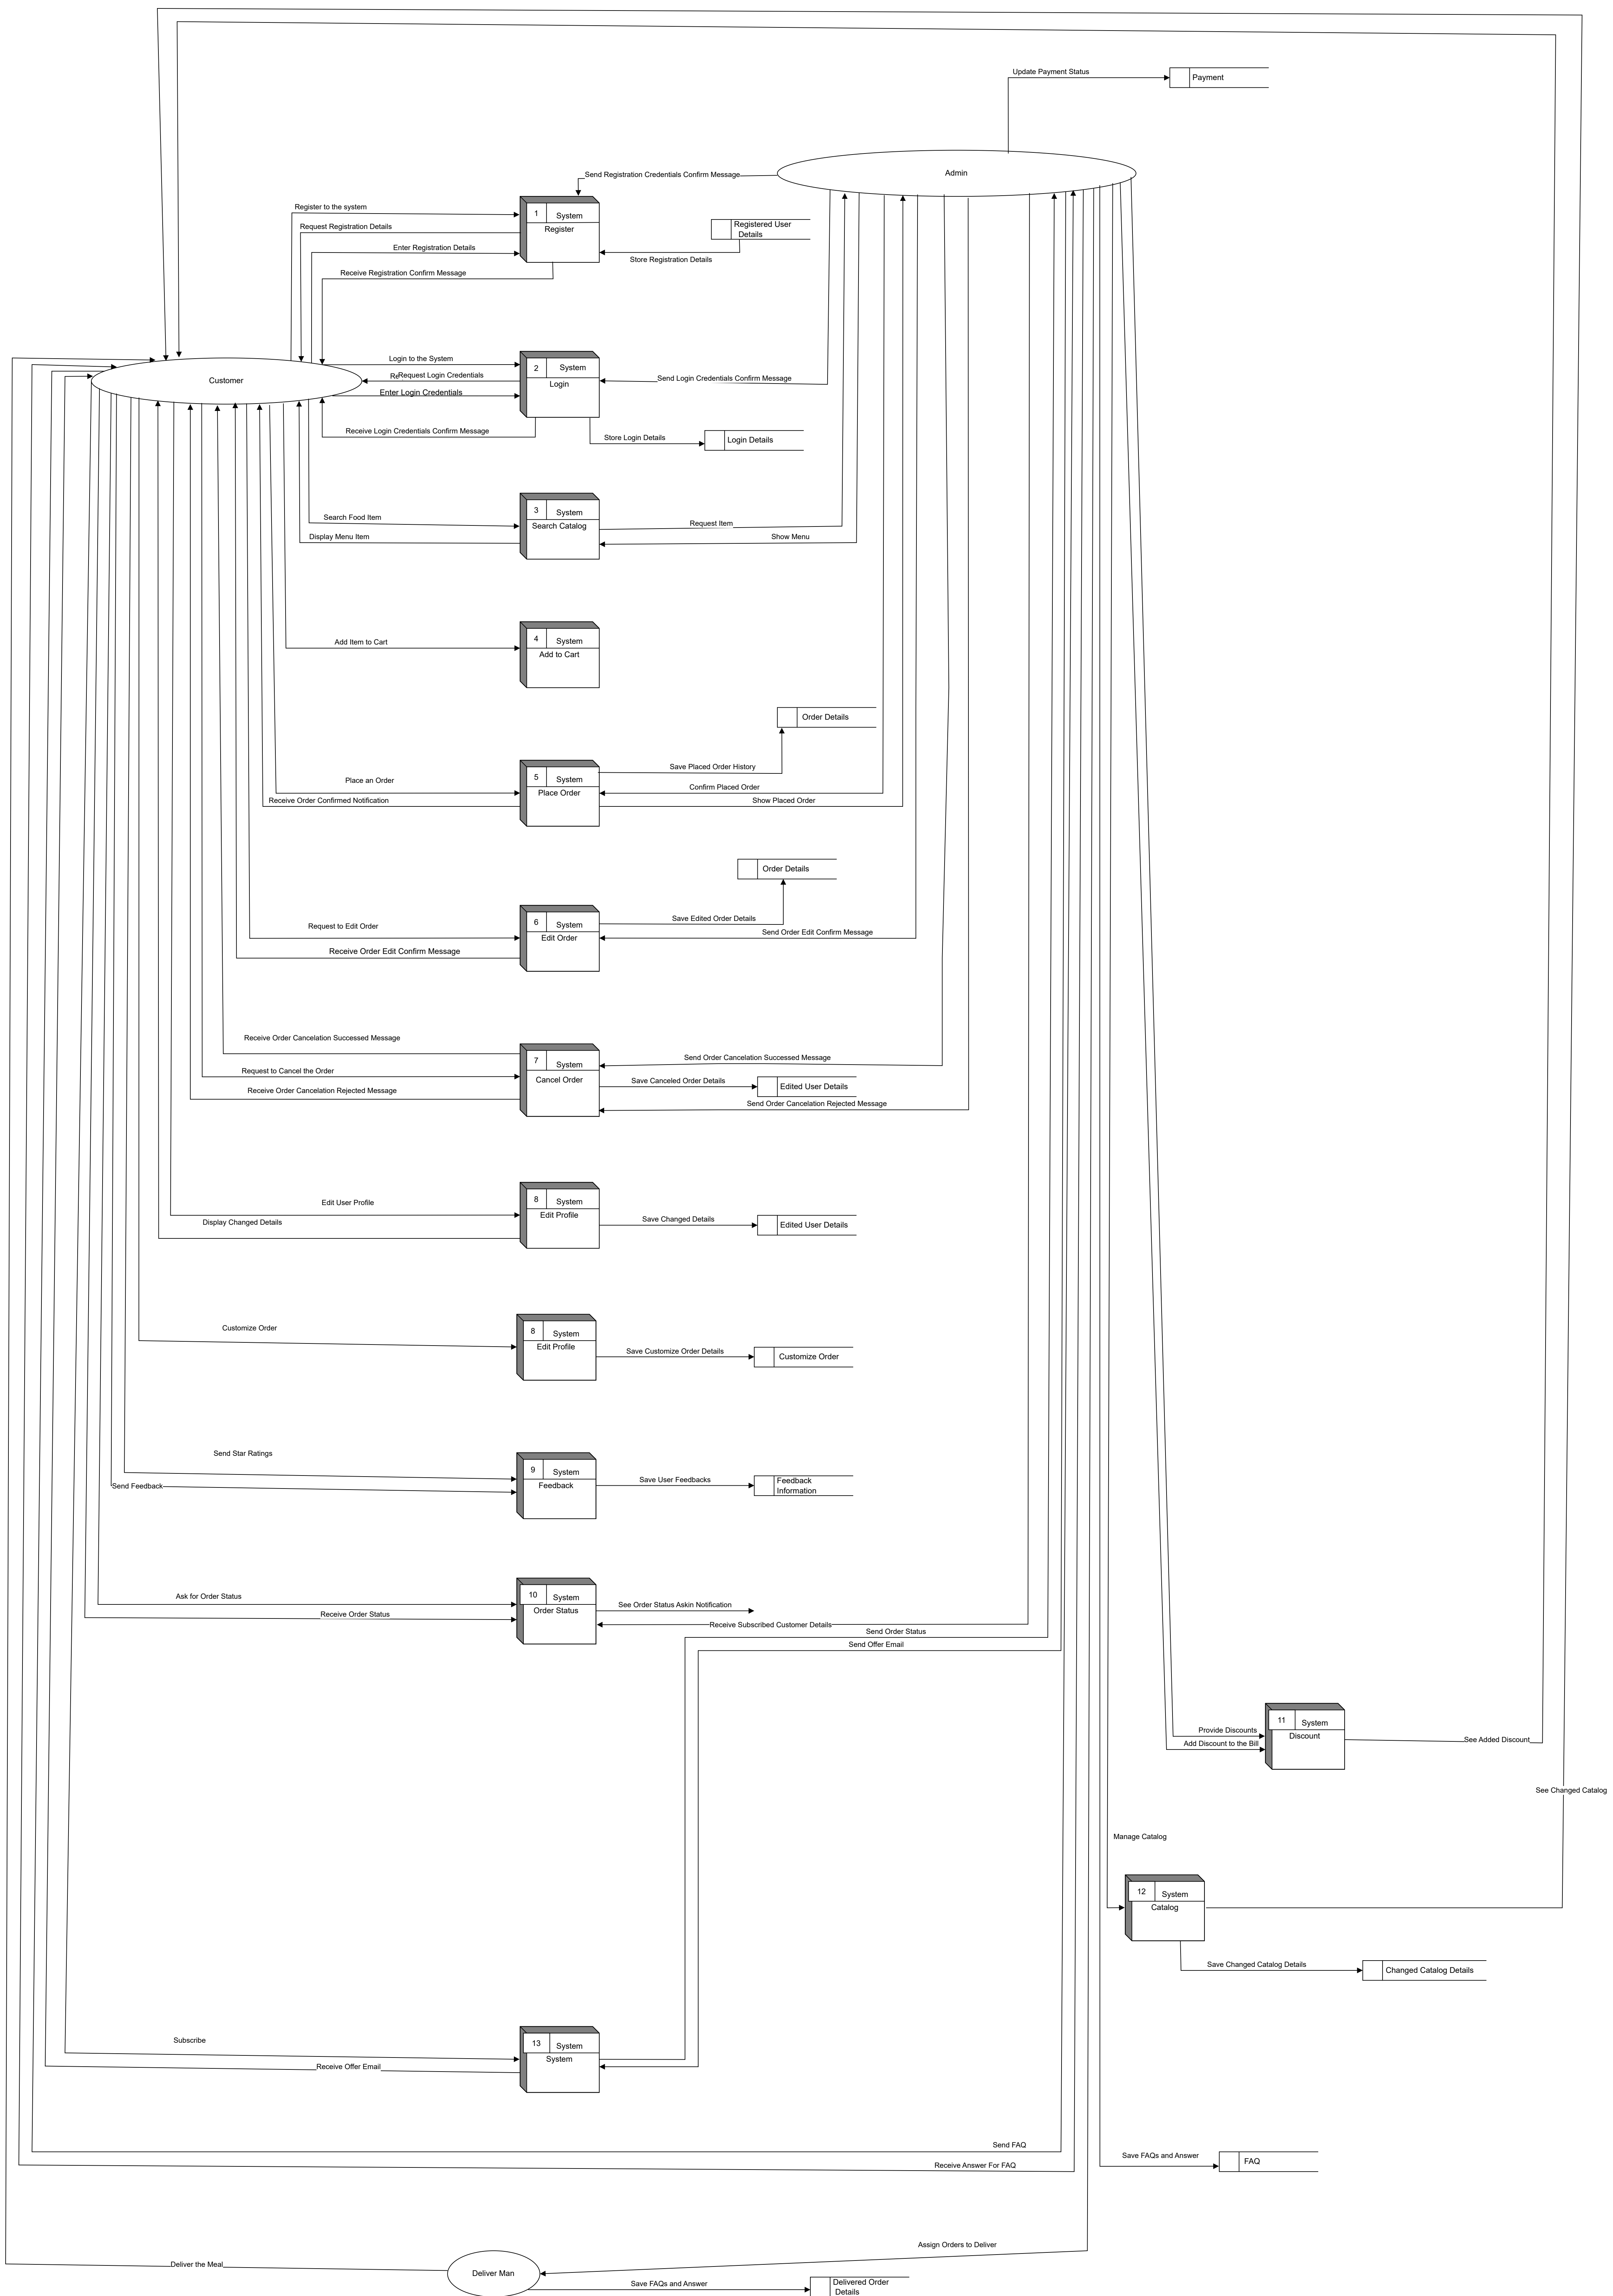 Update Payment Status
Payment
Admin
Send Registration Credentials Confirm Message
1
System
Register
Register to the system
Request Registration Details
Enter Registration Details
Receive Registration Confirm Message
Registered User
Details
Store Registration Details
Customer
Login to the System
Request Login Credentials
Enter Login Credentials
Receive Login Credentials Confirm Message
2
System
Login
Send Login Credentials Confirm Message
Store Login Details
Login Details
3
System
Search Catalog
Search Food Item
Display Menu Item
Request Item
Show Menu
4
System
Add to Cart
Add Item to Cart
Order Details
5
System
Place Order
Save Placed Order History
Place an Order
Confirm Placed Order
Receive Order Confirmed Notification
Show Placed Order
Order Details
6
System
Edit Order
Save Edited Order Details
Request to Edit Order
Send Order Edit Confirm Message
Receive Order Edit Confirm Message
Receive Order Cancelation Successed Message
7
System
Cancel Order
Send Order Cancelation Successed Message
Request to Cancel the Order
Save Canceled Order Details
Edited User Details
Receive Order Cancelation Rejected Message
Send Order Cancelation Rejected Message
8
System
Edit Profile
Edit User Profile
Display Changed Details
Save Changed Details
Edited User Details
8
System
Edit Profile
Customize Order
Save Customize Order Details
Customize Order
9
System
Feedback
Send Star Ratings
Send Feedback
Save User Feedbacks
Feedback
Information
10
System
Order Status
Ask for Order Status
Receive Order Status
See Order Status Askin Notification
Receive Subscribed Customer Details
Send Order Status
Send Offer Email
11
System
Discount
Provide Discounts
Add Discount to the Bill
See Added Discount
See Changed Catalog
Manage Catalog
12
System
Catalog
Save Changed Catalog Details
Changed Catalog Details
13
System
System
Subscribe
Receive Offer Email
Send FAQ
Receive Answer For FAQ
Save FAQs and Answer
FAQ
Assign Orders to Deliver
Deliver the Meal
Deliver Man
Save FAQs and Answer
Delivered Order
Details